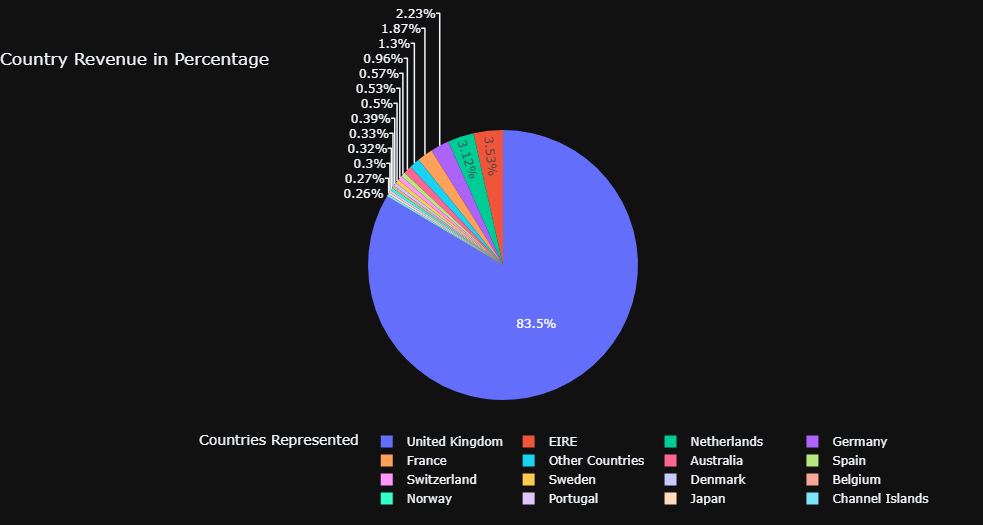 Country Revenue in Percentage
2.23%
1.87%
1.3%
0.96%
0.57%
0.53%
0.5%
0.39%
0.33%
0.32%
0.3%
0.27%
0.26%
3.12%
3.53%
83.5%
Countries Represented
United Kingdom EIRE Netherlands Germany
France Other Countries Australia Spain
Switzerland Sweden Denmark Belgium
Norway Portugal Japan Channel Islands